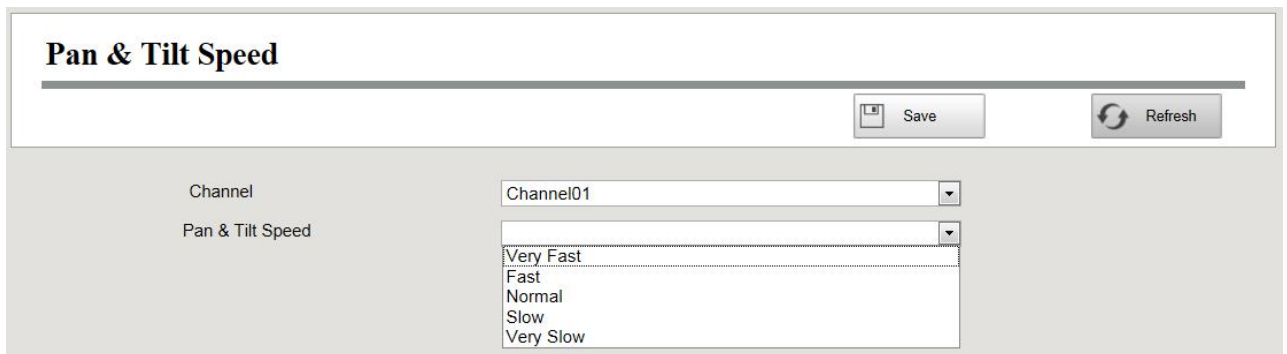 Pan & Tilt Speed
Save
Refresh
Channel
Channel01
Pan & Tilt Speed
Very Fast
Fast
Normal
Slow
Very Slow